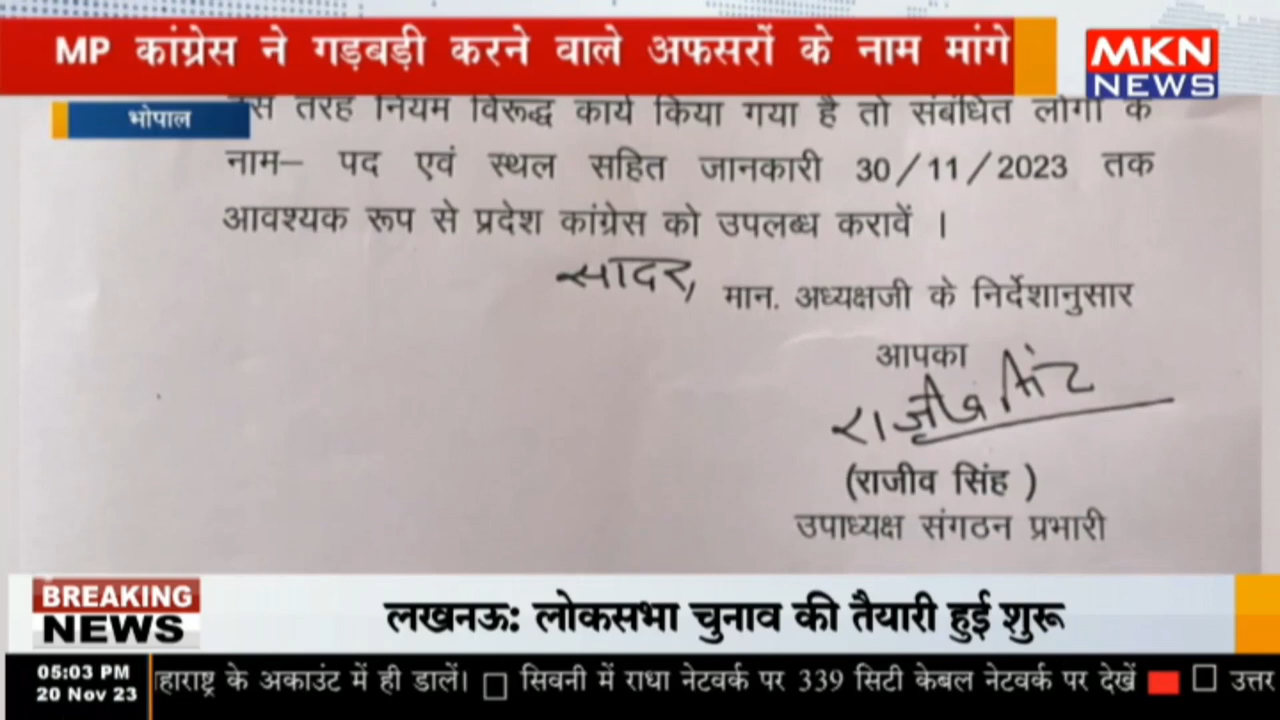 MP कांग्रेस ने गड़बड़ी करने वाले अफसरों के नाम मांगे
MKN
NEWS
भोपाल
तरह नियम विरूद्ध कार्य किया गया है तो संबंधित लोगों के
नाम– पद एवं स्थल सहित जानकारी 30/11/2023 तक
आवश्यक रूप से प्रदेश कांग्रेस को उपलब्ध करावें ।
सादर,
मान. अध्यक्षजी के निर्देशानुसार
आपका
राजीव सिंह
(राजीव सिंह )
उपाध्यक्ष संगठन प्रभारी
BREAKING
NEWS
लखनऊ: लोकसभा चुनाव की तैयारी हुई शुरू
05:03 PM
20 Nov 23
के अकाउंट में ही डालें। सिवनी में राधा नेटवर्क पर 339 सिटी केबल नेटवर्क पर देखें उत्तर